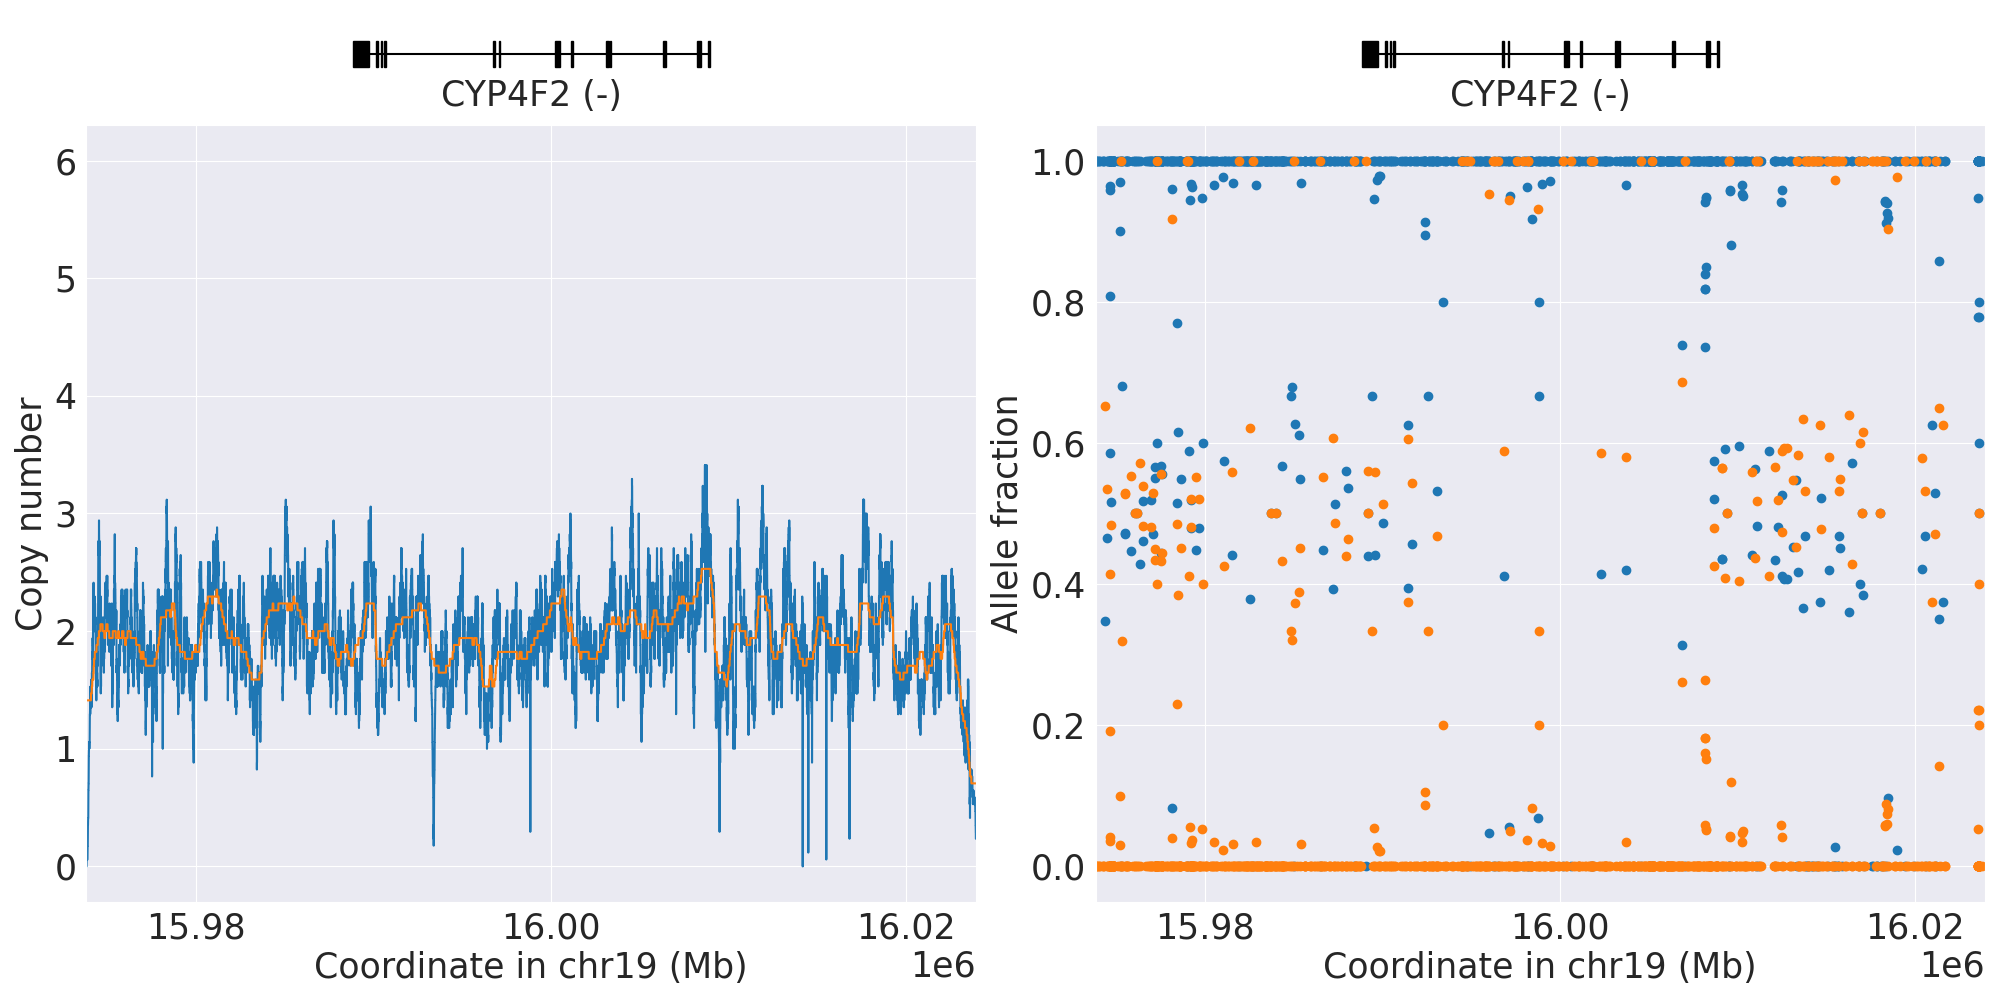 CYP4F2 (-)
Copy number
6
5
4
3
2
1
0
15.98
16.00
16.02
Coordinate in chr19 (Mb)
1e6
CYP4F2 (-)
Allele fraction
1.0
0.8
0.6
0.4
0.2
0.0
15.98
16.00
16.02
Coordinate in chr19 (Mb)
1e6